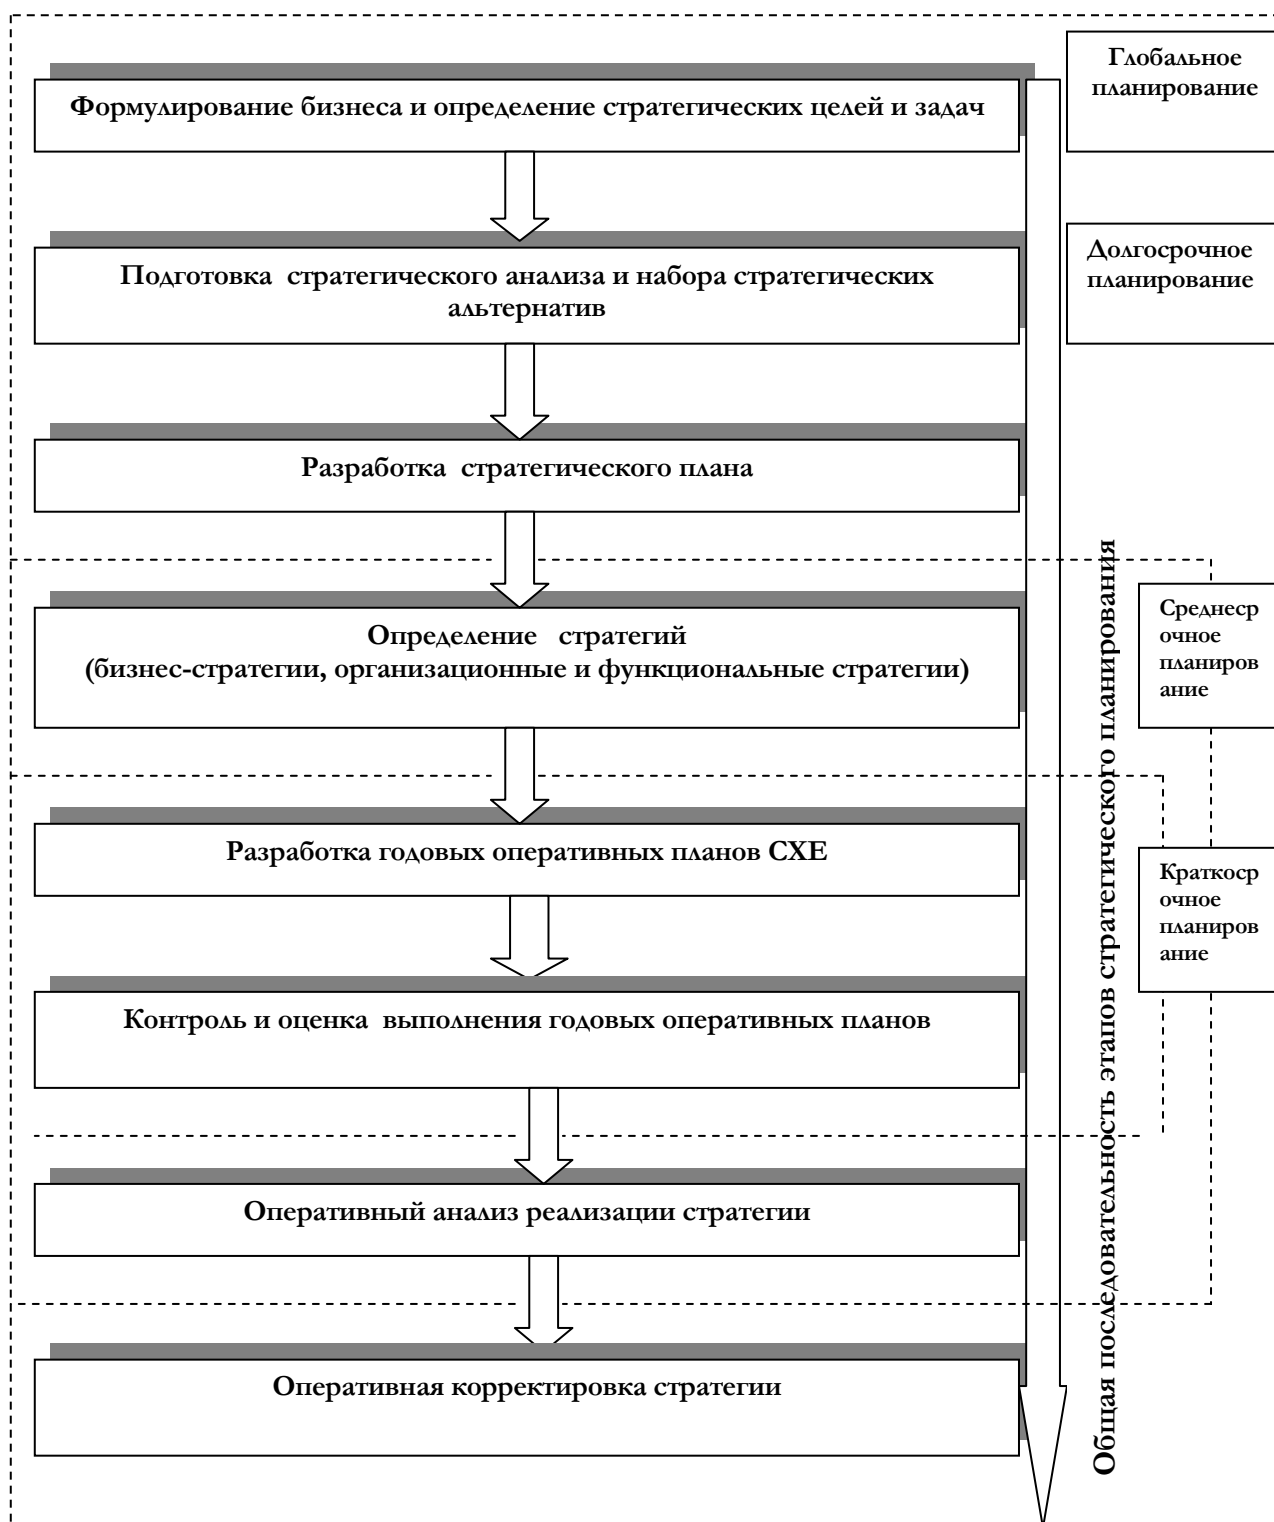 Глобальное
планирование
Формулирование бизнеса и определение стратегических целей и задач
Долгосрочное
планирование
Подготовка стратегического анализа и набора стратегических
альтернатив
Разработка стратегического плана
Среднеср
очное
планиров
ание
Определение стратегий
(бизнес-стратегии, организационные и функциональные стратегии)
Разработка годовых оперативных планов СХЕ
Краткоср
очное
планиров
ание
Контроль и оценка выполнения годовых оперативных планов
Оперативный анализ реализации стратегии
Оперативная корректировка стратегии
Общая последовательность этапов стратегического планирования